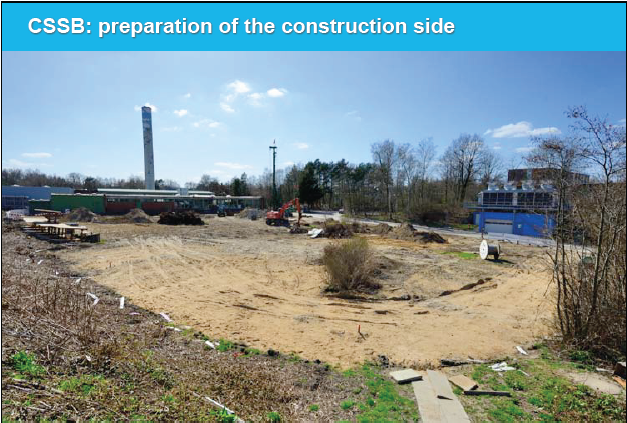 CSSB: preparation of the construction side